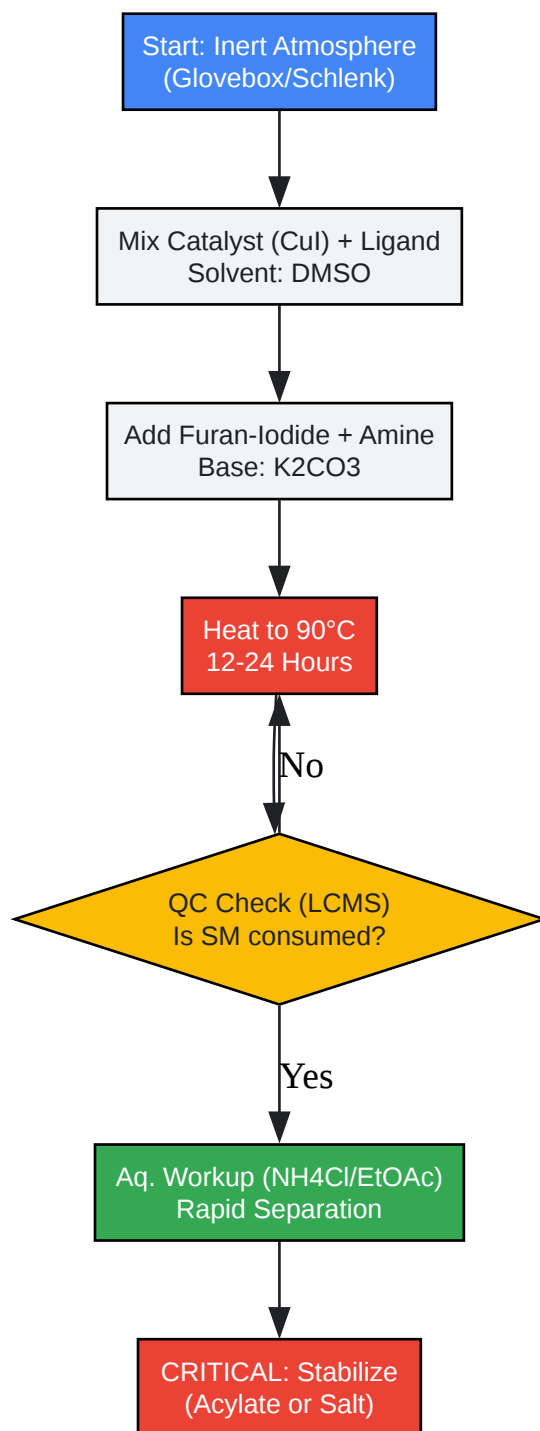 Start: Inert Atmosphere
(Glovebox/Schlenk)
Mix Catalyst (CuI) + Ligand
Solvent: DMSO
Add Furan-Iodide + Amine
Base: K2CO3
Heat to 90°C
12-24 Hours
No
QC Check (LCMS)
Is SM consumed?
Yes
Aq. Workup (NH4Cl/EtOAc)
Rapid Separation
CRITICAL: Stabilize
(Acylate or Salt)